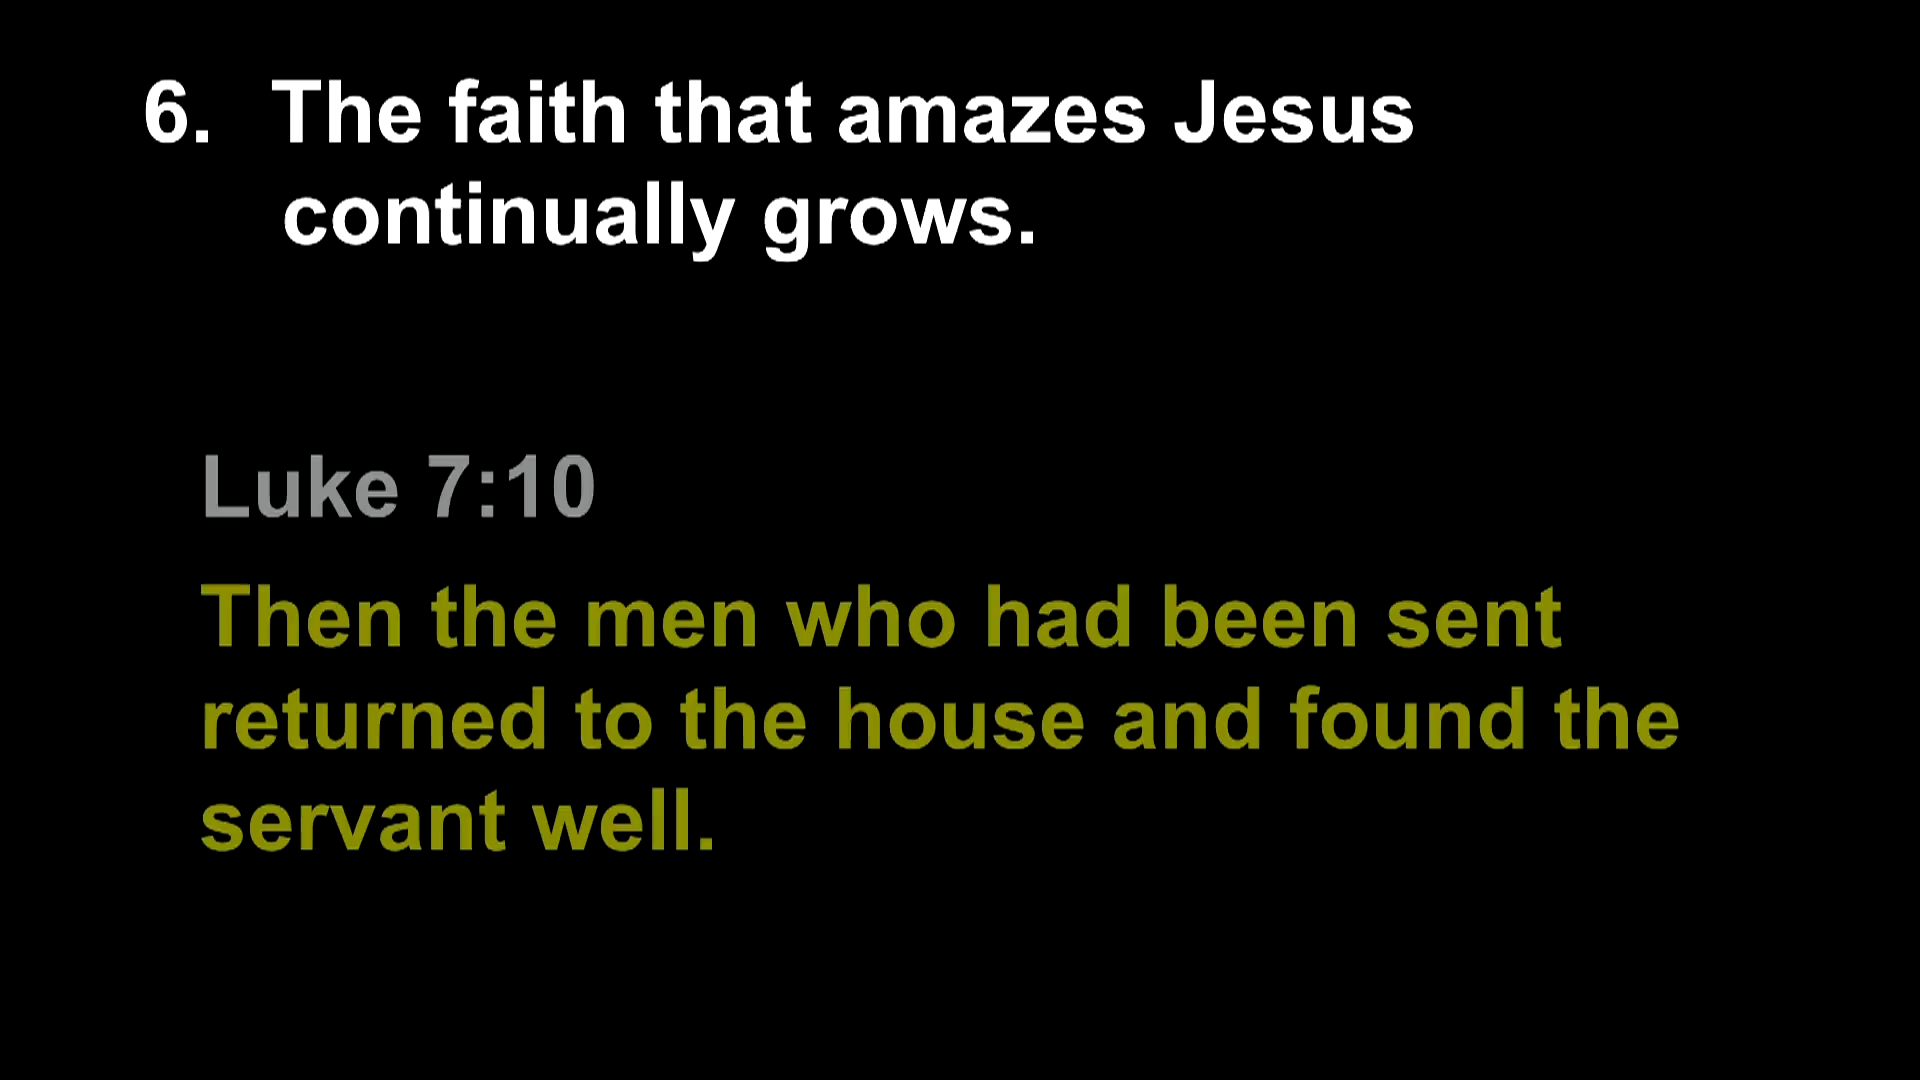 6. The faith that amazes Jesus
continually grows.
Luke 7:10
Then the men who had been sent
returned to the house and found the
servant well.